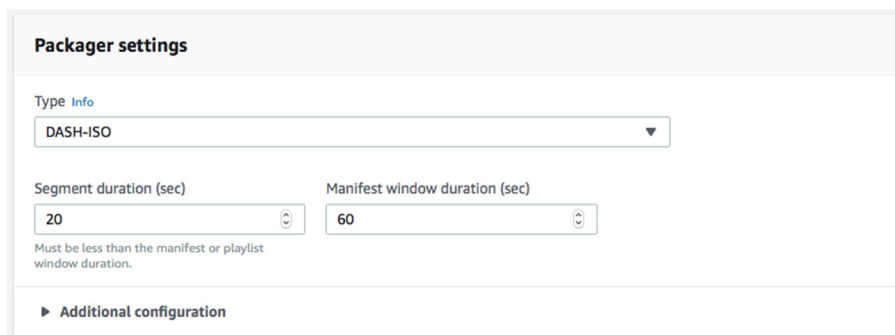 Packager settings
Type Info
DASH-ISO
Segment duration (sec) Manifest window duration (sec)
20 60
Must be less than the manifest or playlist
window duration.
Additional configuration